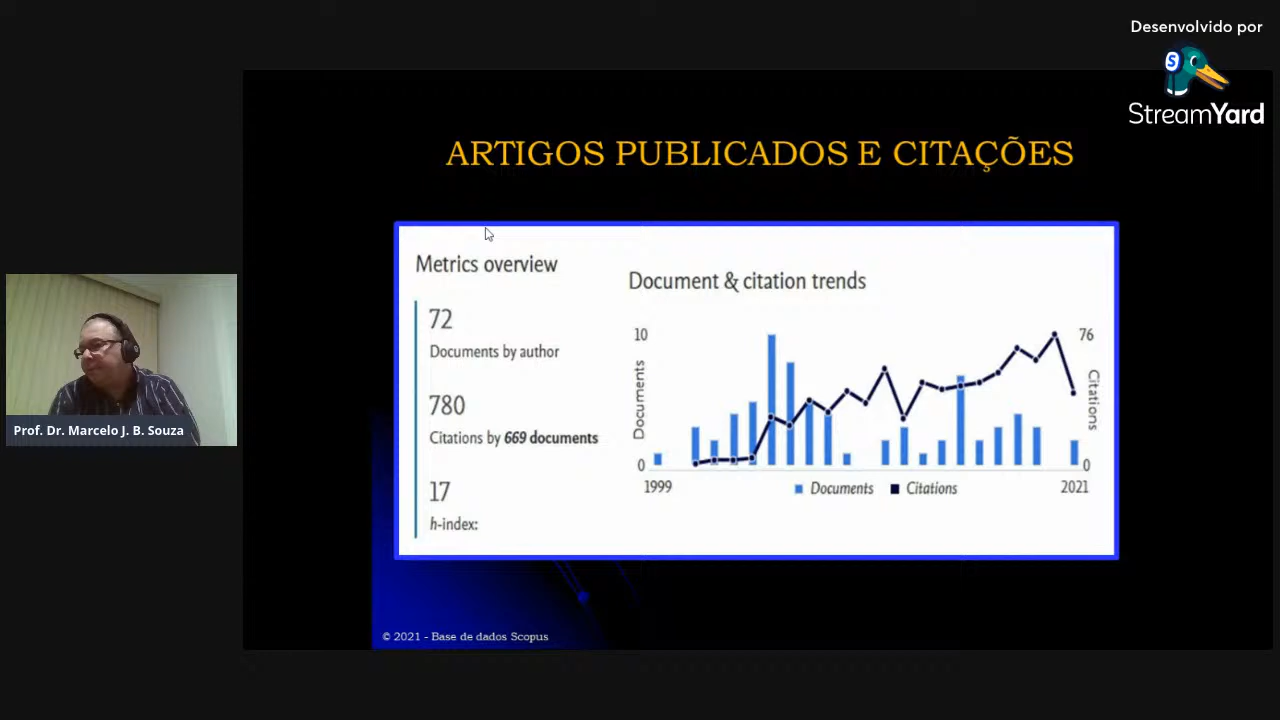 Desenvolvido por
StreamYard
ARTIGOS PUBLICADOS E CITAÇÕES
Metrics overview
72
Documents by author
780
Citations by 669 documents
17
h-index:
Document & citation trends
10
76
Documents
Citations
0
0
1999
2021
Documents
Citations
Prof. Dr. Marcelo J. B. Souza
© 2021 - Base de dados Scopus